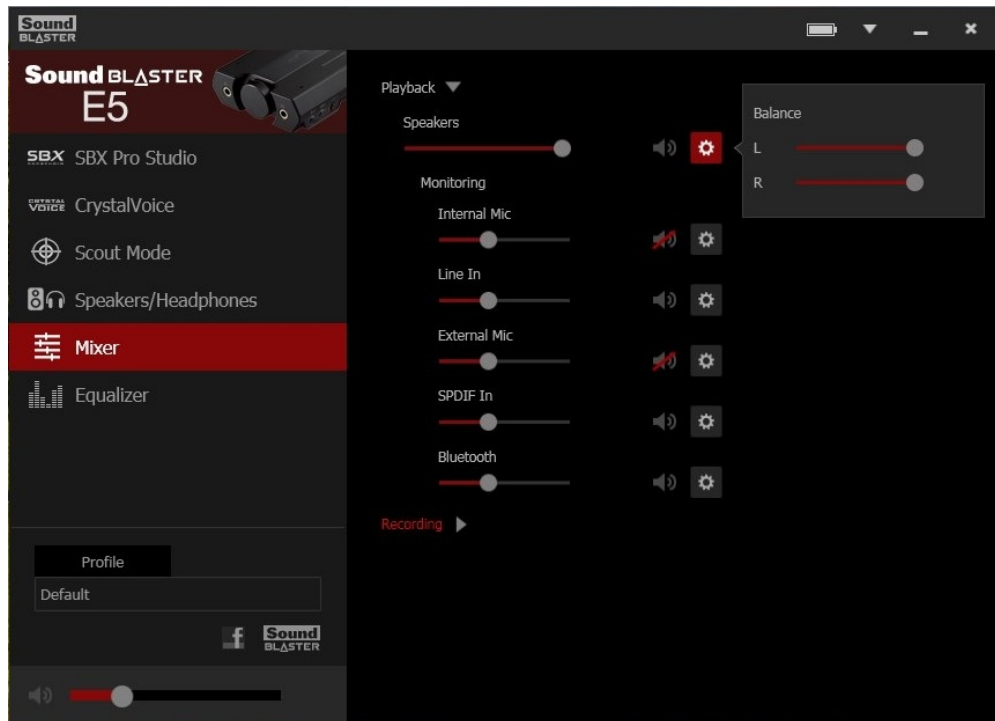 Sound
BLASTER
Sound BLASTER
E5
SBX SBX Pro Studio
CRYSTAL
VOICE CrystalVoice
Scout Mode
Speakers/Headphones
Mixer
Equalizer
Profile
Default
f Sound
BLASTER
Playback
Speakers
Monitoring
Internal Mic
Line In
External Mic
SPDIF In
Bluetooth
Recording
Balance
L
R